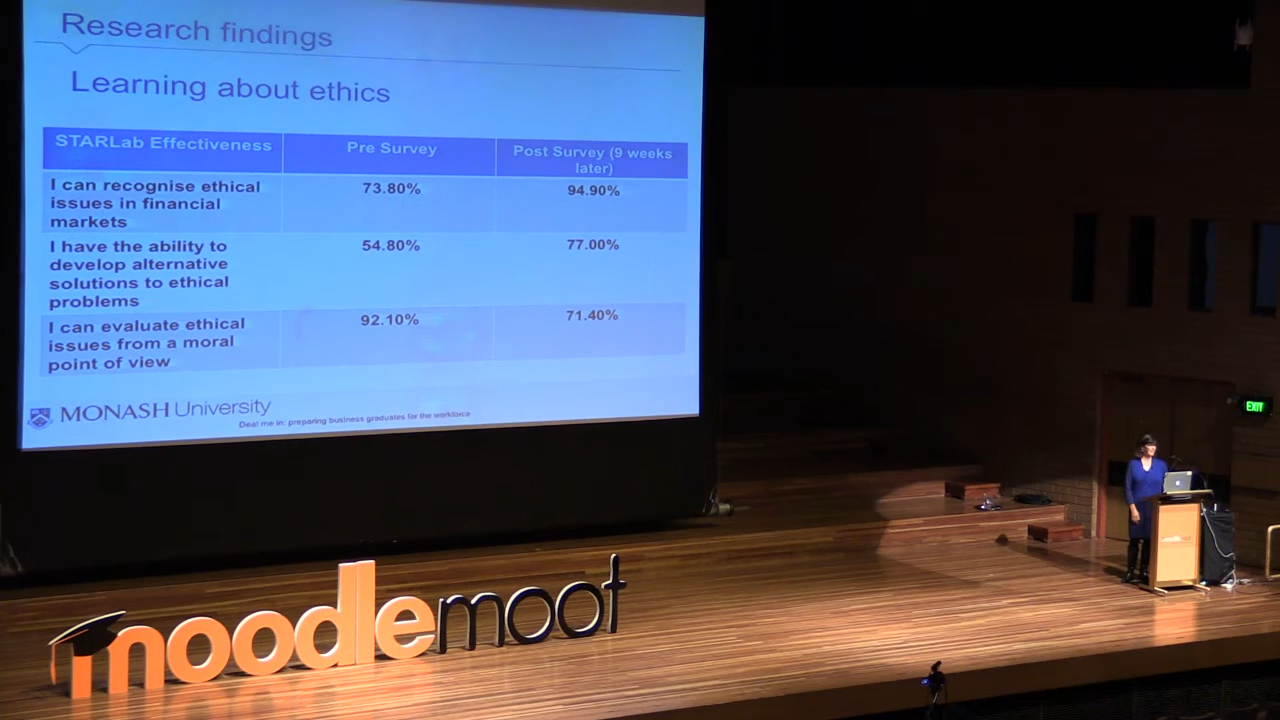 Research findings
Learning about ethics
STARLab Effectiveness
Pre Survey
Post Survey (9 weeks
later)
I can recognise ethical
issues in financial
markets
73.80%
94.90%
I have the ability to
develop alternative
solutions to ethical
problems
54.80%
77.00%
I can evaluate ethical
issues from a moral
point of view
92.10%
71.40%
MONASH University
Deal me in: preparing business graduates for the workforce
moodlemoot
EXIT